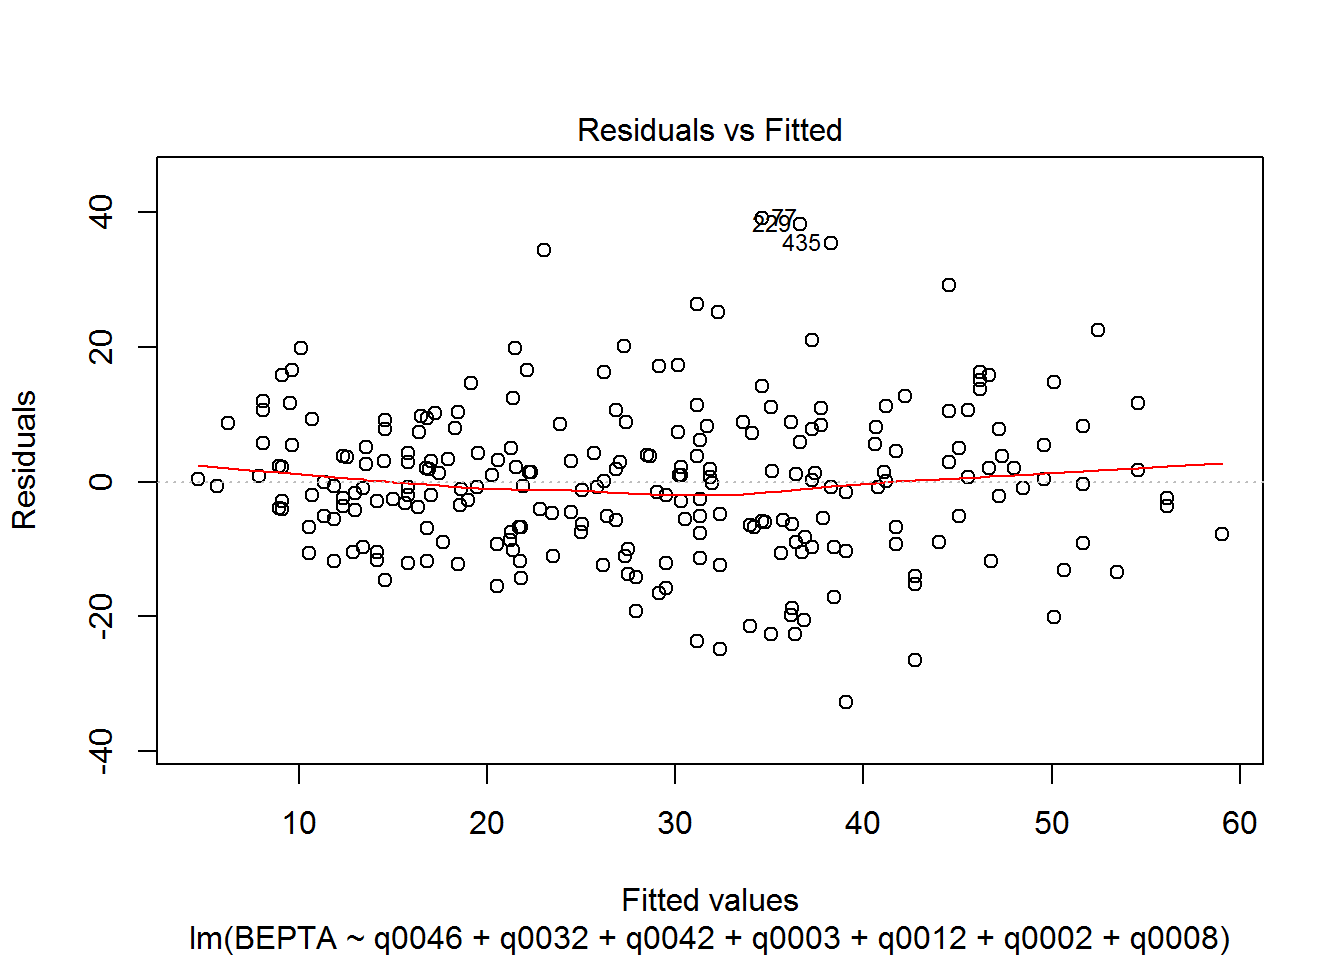 Residuals vs Fitted
Residuals
40
20
0
-20
-40
77
229
435
10 20 30 40 50 60
Fitted values
lm(BEPTA ~ q0046 + q0032 + q0042 + q0003 + q0012 + q0002 + q0008)